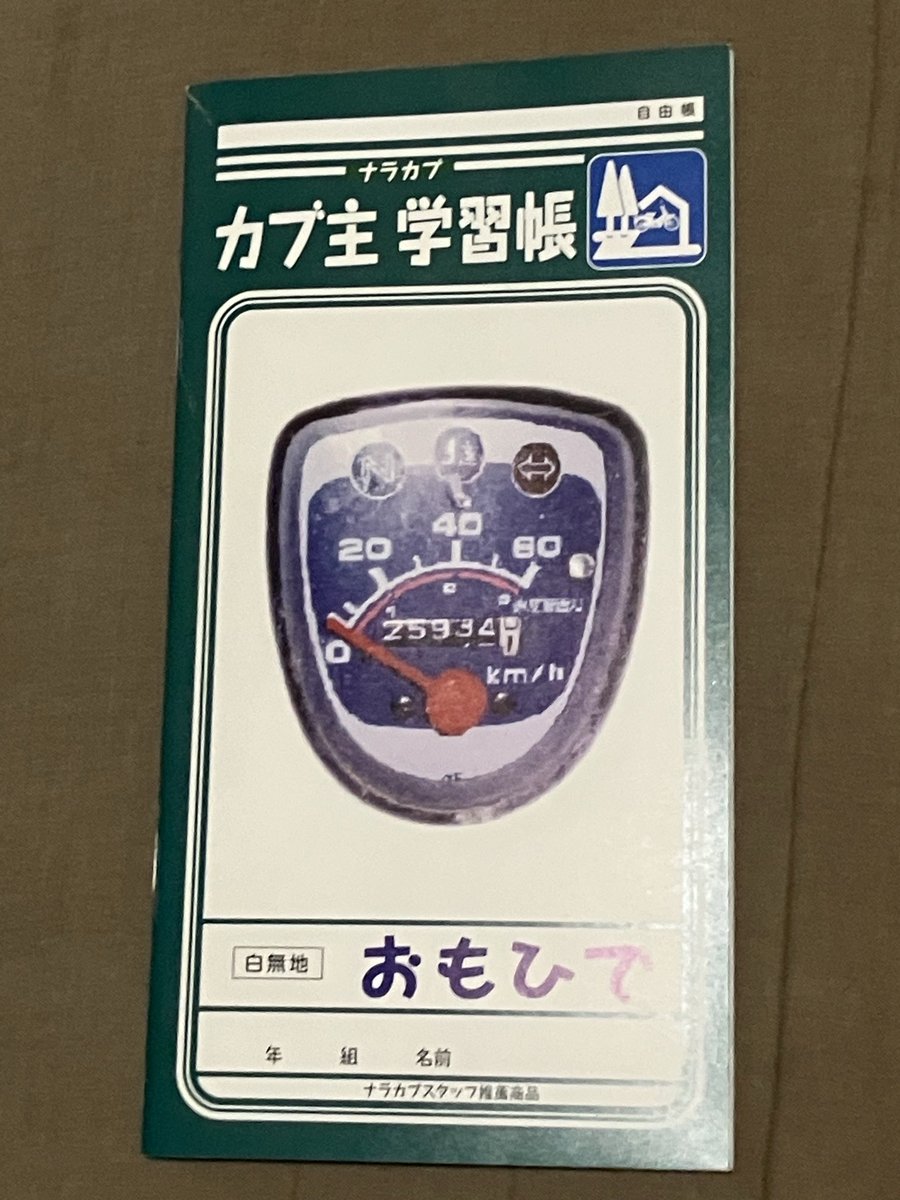 自由帳
ナラカブ
カブ主 学習帳
N
20 40 60
0
25934
km/h
白無地 おもひで
年 組 名前
ナラカブスタッフ推薦商品